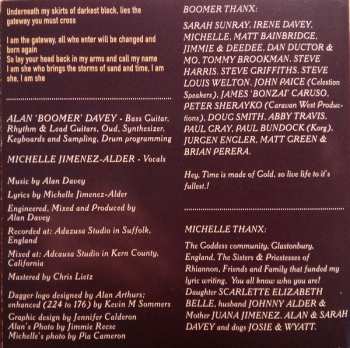 Underneath my skirts of darkest black, lies the
gateway you must cross
I am the gateway, all who enter will be changed and
born again
So lay your head back in my arms and call my name
I am she who brings the storms of sand and time, I am
she, I am she
ALAN 'BOOMER' DAVEY - Bass Guitar,
Rhythm & Lead Guitars, Oud, Synthesizer,
Keyboards and Sampling, Drum programming
MICHELLE JIMENEZ-ALDER - Vocals
Music by Alan Davey
Lyrics by Michelle Jimenez-Alder
Engineered, Mixed and Produced by
Alan Davey
Recorded at: Adazusa Studio in Suffolk,
England
Mixed at: Adcausa Studio in Kern County,
California
Mastered by Chris Lietz
Dagger logo designed by Alan Arthurs;
enhanced (224 to 176) by Kevin M Sommers
Graphic design by Jennifer Calderon
Alan's Photo by Jimmie Reese
Michelle's photo by Pia Cameron
BOOMER THANX:
SARAH SUNRAY, IRENE DAVEY,
MICHELLE, MATT BAINBRIDGE,
JIMMIE & DEEDEE, DAN DUCTOR &
MO, TOMMY BROOKMAN, STEVE
HARRIS, STEVE GRIFFITHS, STEVE
LOUIS WELTON, JOHN PAICE (Celestion
Speakers), JAMES 'BONZAI' CARUSO,
PETER SHERAYKO (Caravan West Produc-
tions), DOUG SMITH, ABBY TRAVIS,
PAUL GRAY, PAUL BUNDOCK (Korg),
JURGEN ENGLER, MATT GREEN &
BRIAN PERERA.
Hey, Time is made of Gold, so live life to it's
fullest.!
MICHELLE THANX:
The Goddess community, Glastonbury,
England, The Sisters & Priestesses of
Rhiannon, Friends and Family that funded my
lyric writing, You all know who you are!
Daughter SCARLETTE ELIZABETH
BELLE, husband JOHNNY ALDER &
Mother JUANA JIMENEZ, ALAN & SARAH
DAVEY and dogs JOSIE & WYATT.